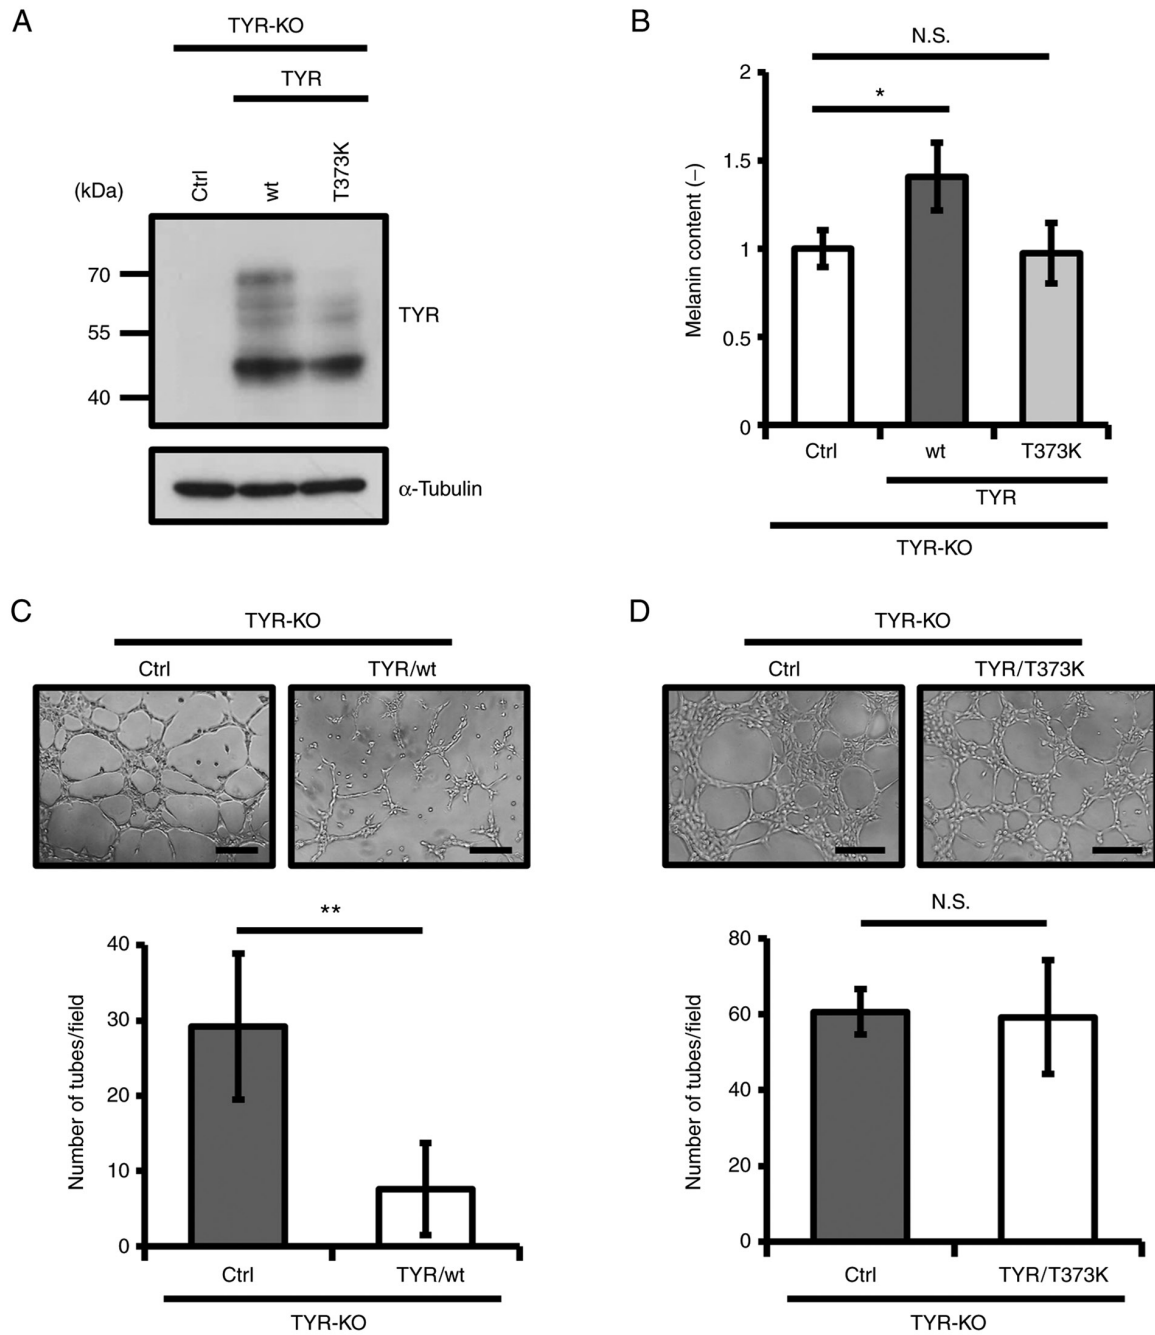 A
TYR-KO
TYR
(kDa)
Ctrl
wt
T373K
70
55
40
TYR
α-Tubulin
B
N.S.
*
Melanin content (–)
2
1.5
1
0.5
0
Ctrl
wt
T373K
TYR
TYR-KO
C
TYR-KO
Ctrl
TYR/wt
**
Number of tubes/field
40
30
20
10
0
Ctrl
TYR/wt
TYR-KO
D
TYR-KO
Ctrl
TYR/T373K
N.S.
Number of tubes/field
80
60
40
20
0
Ctrl
TYR/T373K
TYR-KO